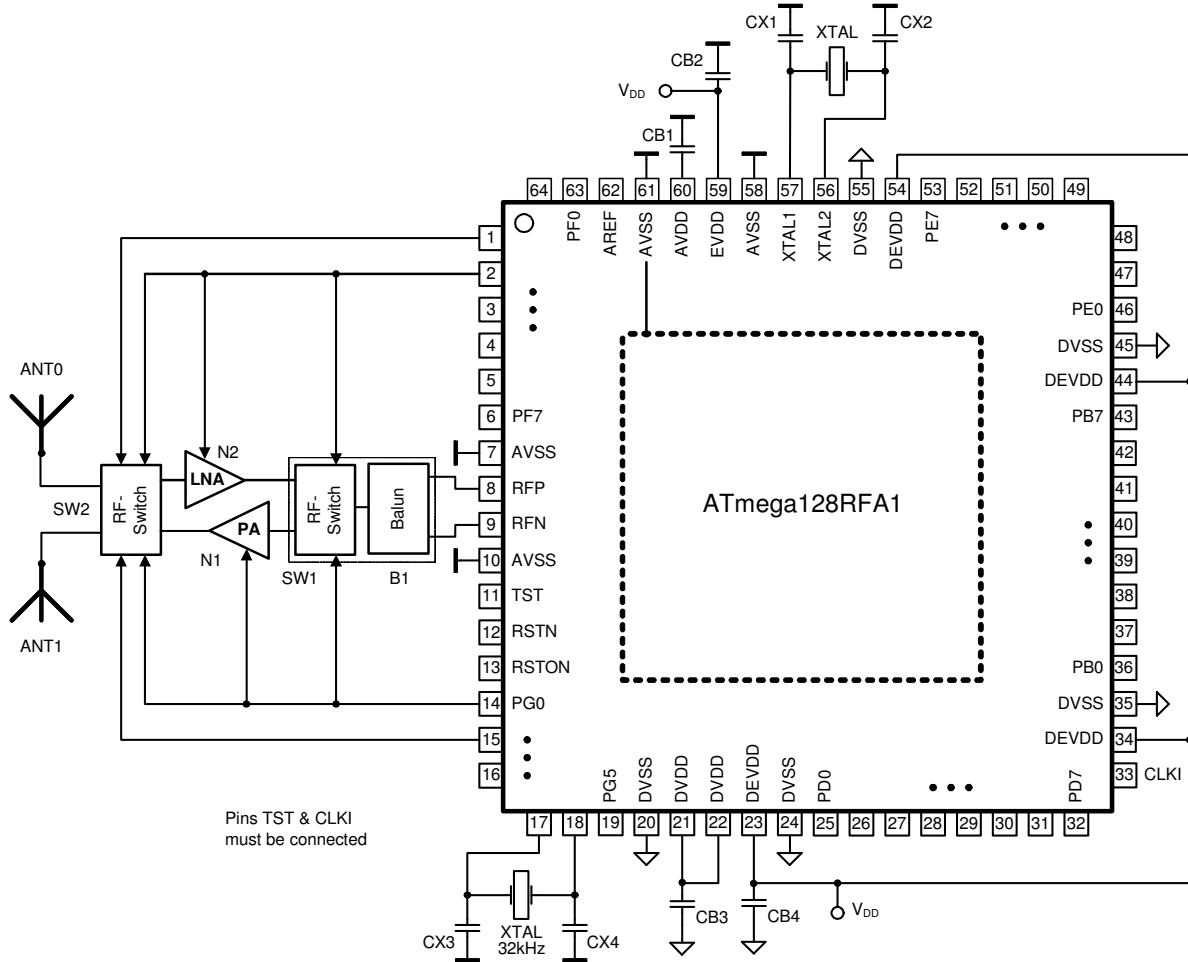 CX1
XTAL
CX2
CB2
VDD
CB1
64 63 62 61 60 59 58 57 56 55 54 53 52 51 50 49
PF0
AREF
AVSS
AVDD
EVDD
AVSS
XTAL1
XTAL2
DVSS
DEVDD
PE7
1
2
3
4
5
6 PF7
7 AVSS
8 RFP
9 RFN
10 AVSS
11 TST
12 RSTN
13 RSTON
14 PG0
15
16
48
47
PE0 46
DVSS 45
DEVDD 44
PB7 43
42
41
40
39
38
37
PB0 36
DVSS 35
DEVDD 34
33 CLKI
ATmega128RFA1
ANT0
N2
LNA
SW2
RF-
Switch
RF-
Switch
Balun
PA
N1
SW1
B1
ANT1
PG5
DVSS
DVDD
DVDD
DEVDD
DVSS
PD0
PD7
17 18 19 20 21 22 23 24 25 26 27 28 29 30 31 32
Pins TST & CLKI
must be connected
CX3
XTAL
32kHz
CX4
CB3
CB4
VDD